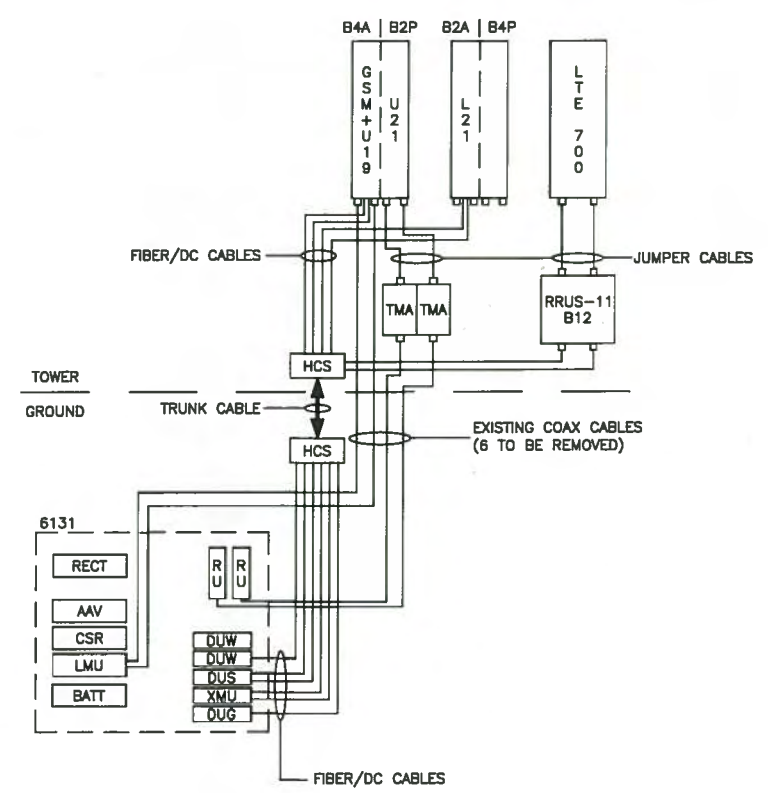 B4A | B2P
B2A | B4P
GSM+U19
U21
L21
LTE 700
FIBER/DC CABLES
JUMPER CABLES
TMA
TMA
RRUS-11
B12
HCS
TOWER
GROUND
TRUNK CABLE
EXISTING COAX CABLES
(6 TO BE REMOVED)
HCS
6131
RECT
RU
RU
AAV
CSR
LMU
BATT
DUW
DUW
DUS
XMU
DUG
FIBER/DC CABLES